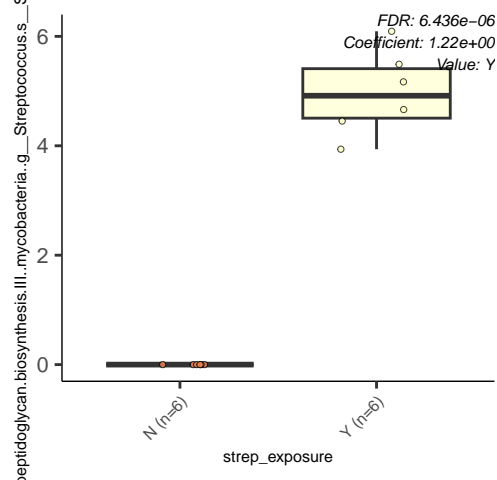 FDR: 6.436e−06
Coefficient: 1.22e+00
Value: Y
peptidoglycan.biosynthesis.III..mycobacteria..g__Streptococcus.s__S
6
4
2
0
N (n=6)
Y (n=6)
strep_exposure